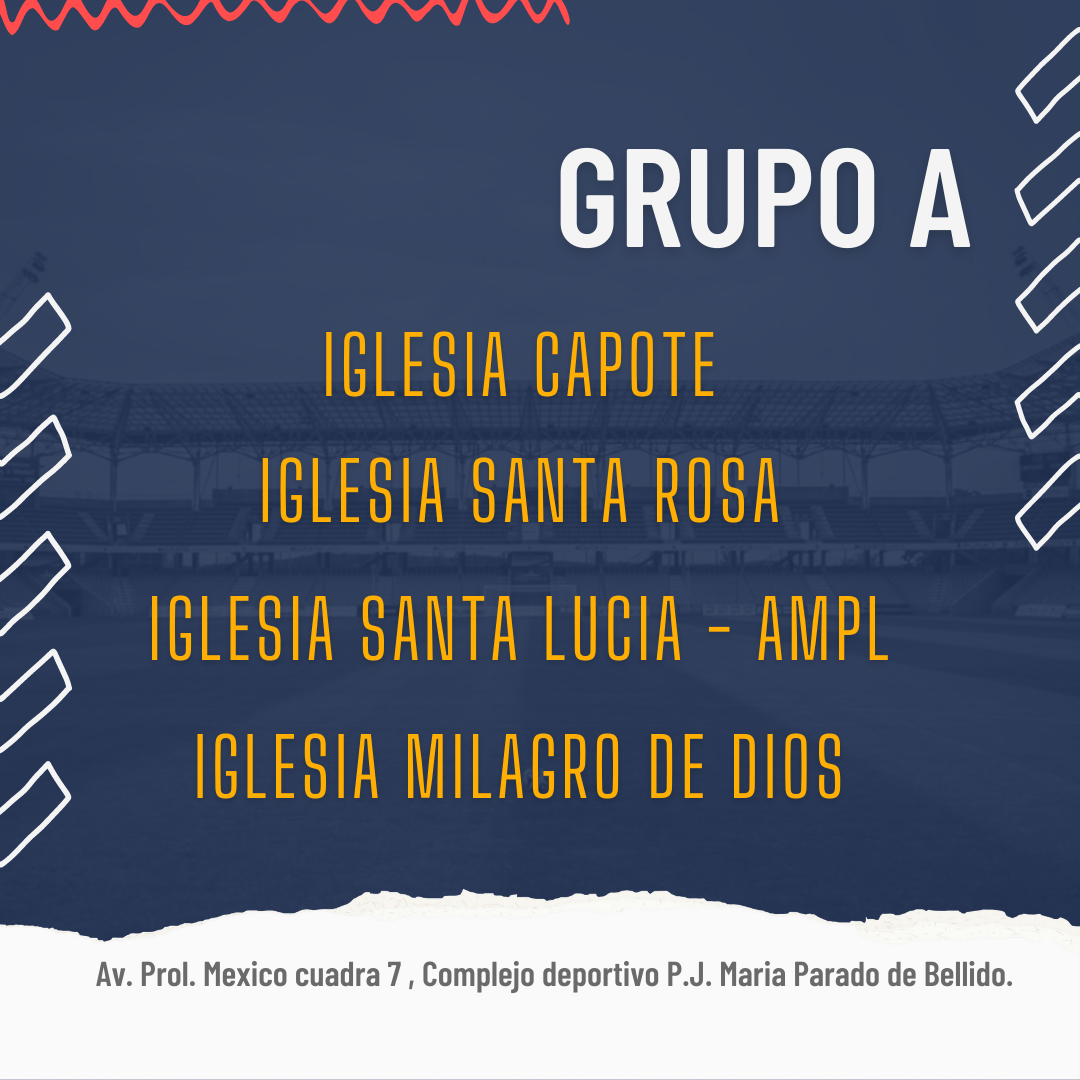 GRUPO A
IGLESIA CAPOTE
IGLESIA SANTA ROSA
IGLESIA SANTA LUCIA - AMPL
IGLESIA MILAGRO DE DIOS
Av. Prol. Mexico cuadra 7 , Complejo deportivo P.J. Maria Parado de Bellido.